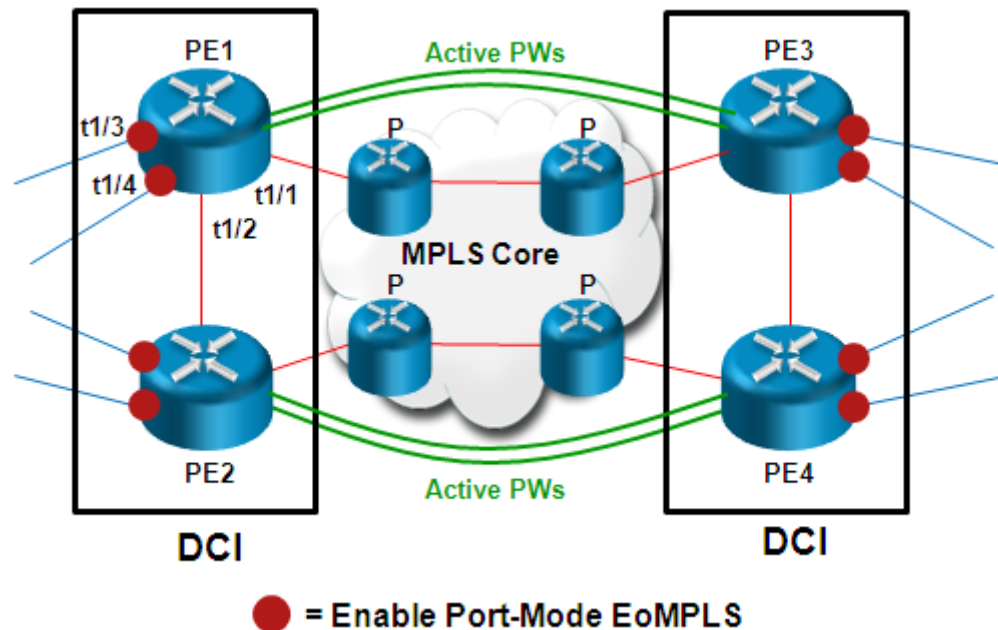 PE1
Active PWs
PE3
t1/3
P
P
t1/4
t1/1
t1/2
MPLS Core
P
P
PE2
Active PWs
PE4
DCI
DCI
= Enable Port-Mode EoMPLS